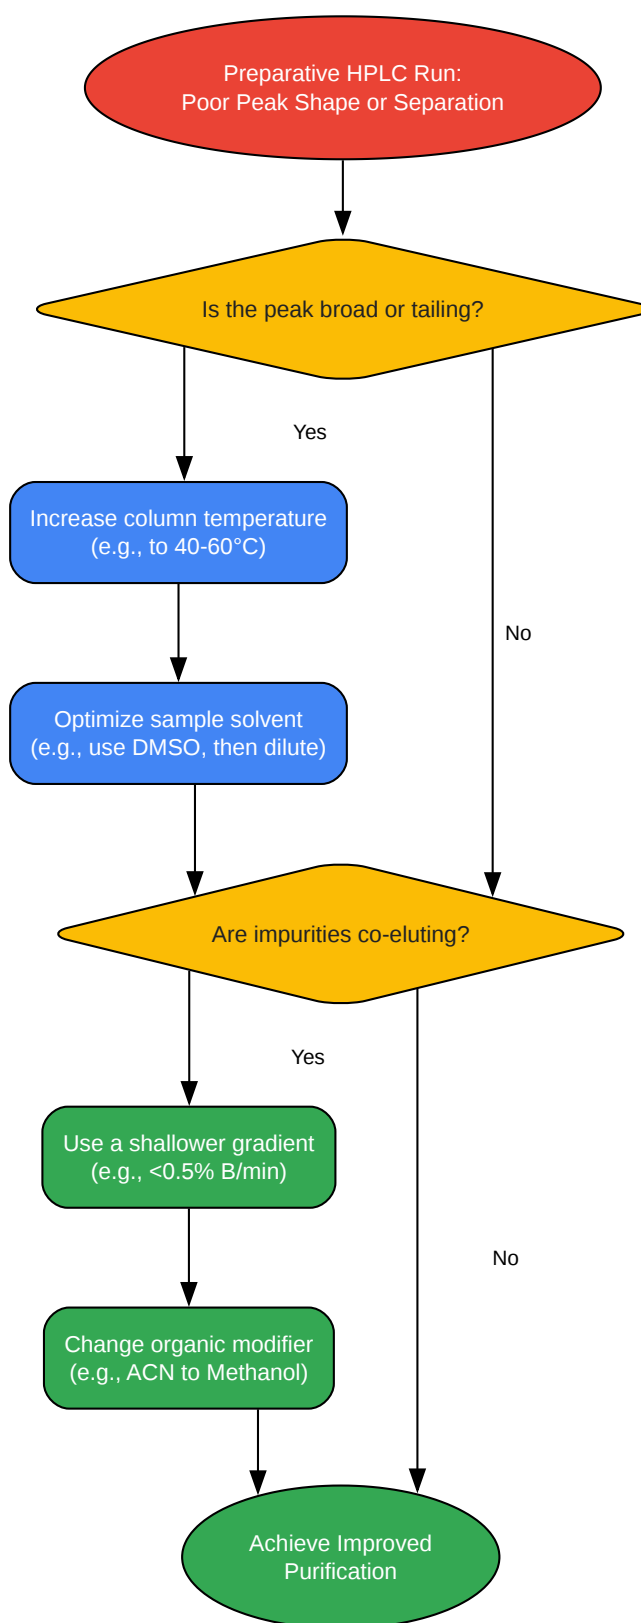 Preparative HPLC Run:
Poor Peak Shape or Separation
Is the peak broad or tailing?
Yes
Increase column temperature
(e.g., to 40-60°C)
No
Optimize sample solvent
(e.g., use DMSO, then dilute)
Are impurities co-eluting?
Yes
Use a shallower gradient
(e.g., <0.5% B/min)
No
Change organic modifier
(e.g., ACN to Methanol)
Achieve Improved
Purification